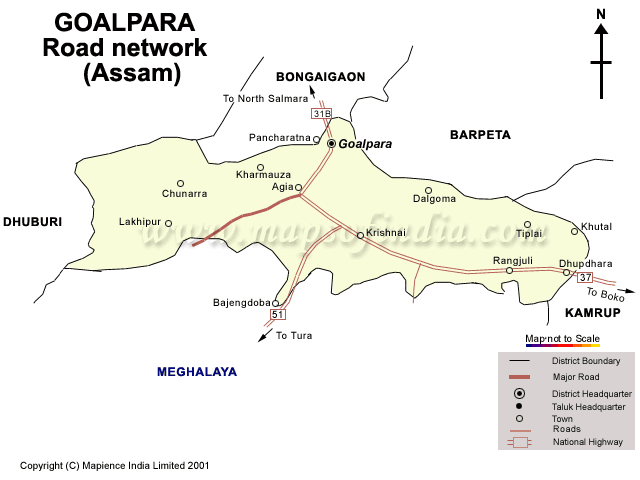 GOALPARA
Road network
(Assam)
N
BONGAIGAON
To North Salmara
31B
BARPETA
Pancharatna
Goalpara
Kharmauza
Agia
Chunarra
Dalgoma
DHUBURI
Lakhipur
www.mapsofindia.com
Krishnai
Tiplai
Khutal
Rangjuli
Dhupdhara
37
To Boko
Bajengdoba
51
KAMRUP
To Tura
Map not to Scale
MEGHALAYA
District Boundary
Major Road
District Headquarter
Taluk Headquarter
Town
Roads
National Highway
Copyright (C) Mapience India Limited 2001